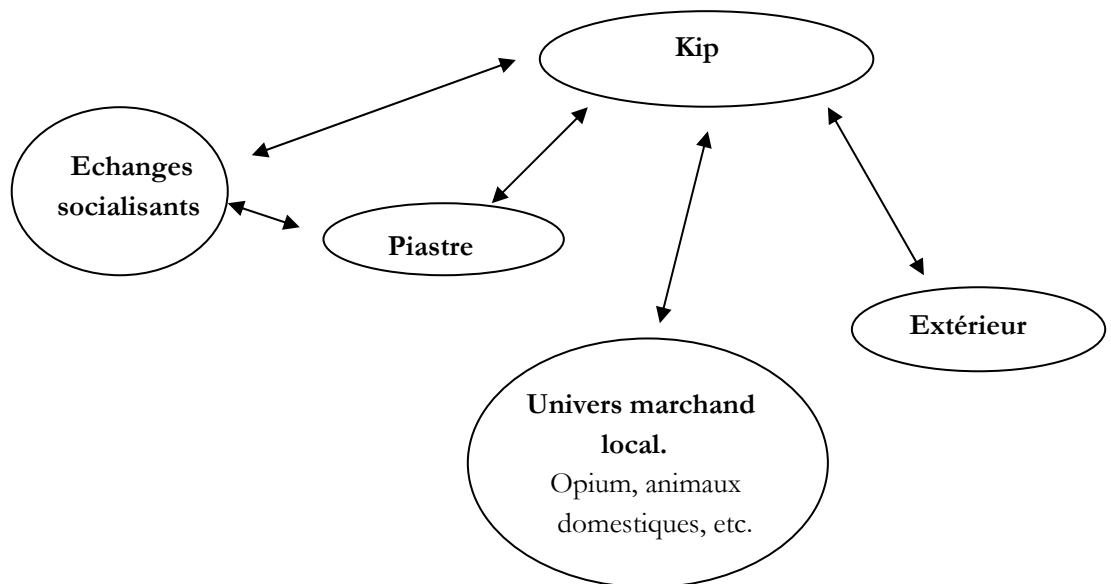 Kip
Echanges
socialisants
Piastre
Extérieur
Univers marchand
local.
Opium, animaux
domestiques, etc.